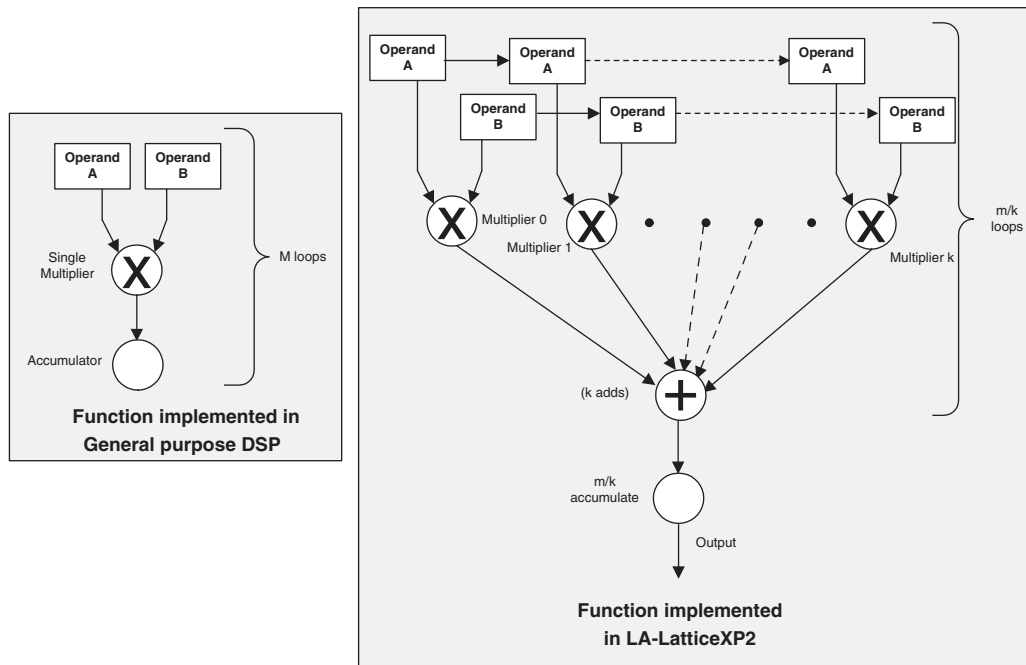 Operand
A
Operand
B
Single
Multiplier
X
M loops
Accumulator
Function implemented in
General purpose DSP
Operand
A
Operand
A
Operand
A
Operand
B
Operand
B
Operand
B
X
Multiplier 0
X
Multiplier 1
X
Multiplier k
m/k
loops
(k adds)
+
m/k
accumulate
Output
Function implemented
in LA-LatticeXP2